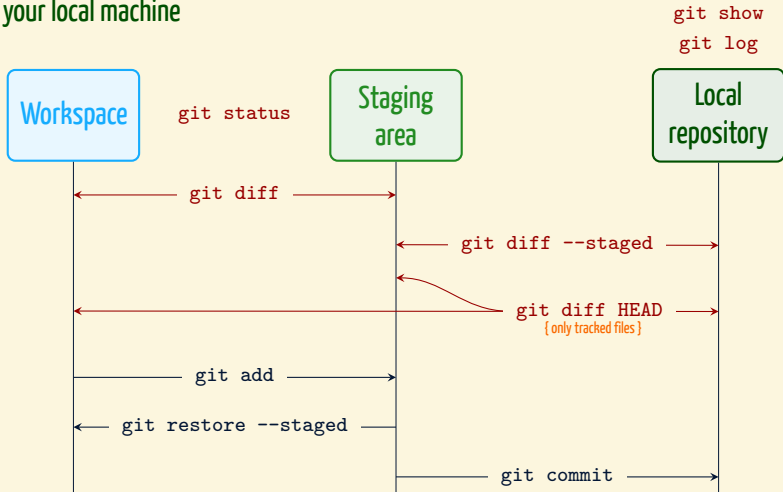 your local machine
git show
git log
Workspace
git status
Staging
area
Local
repository
git diff
git diff --staged
git diff HEAD
{ only tracked files }
git add
git restore --staged
git commit